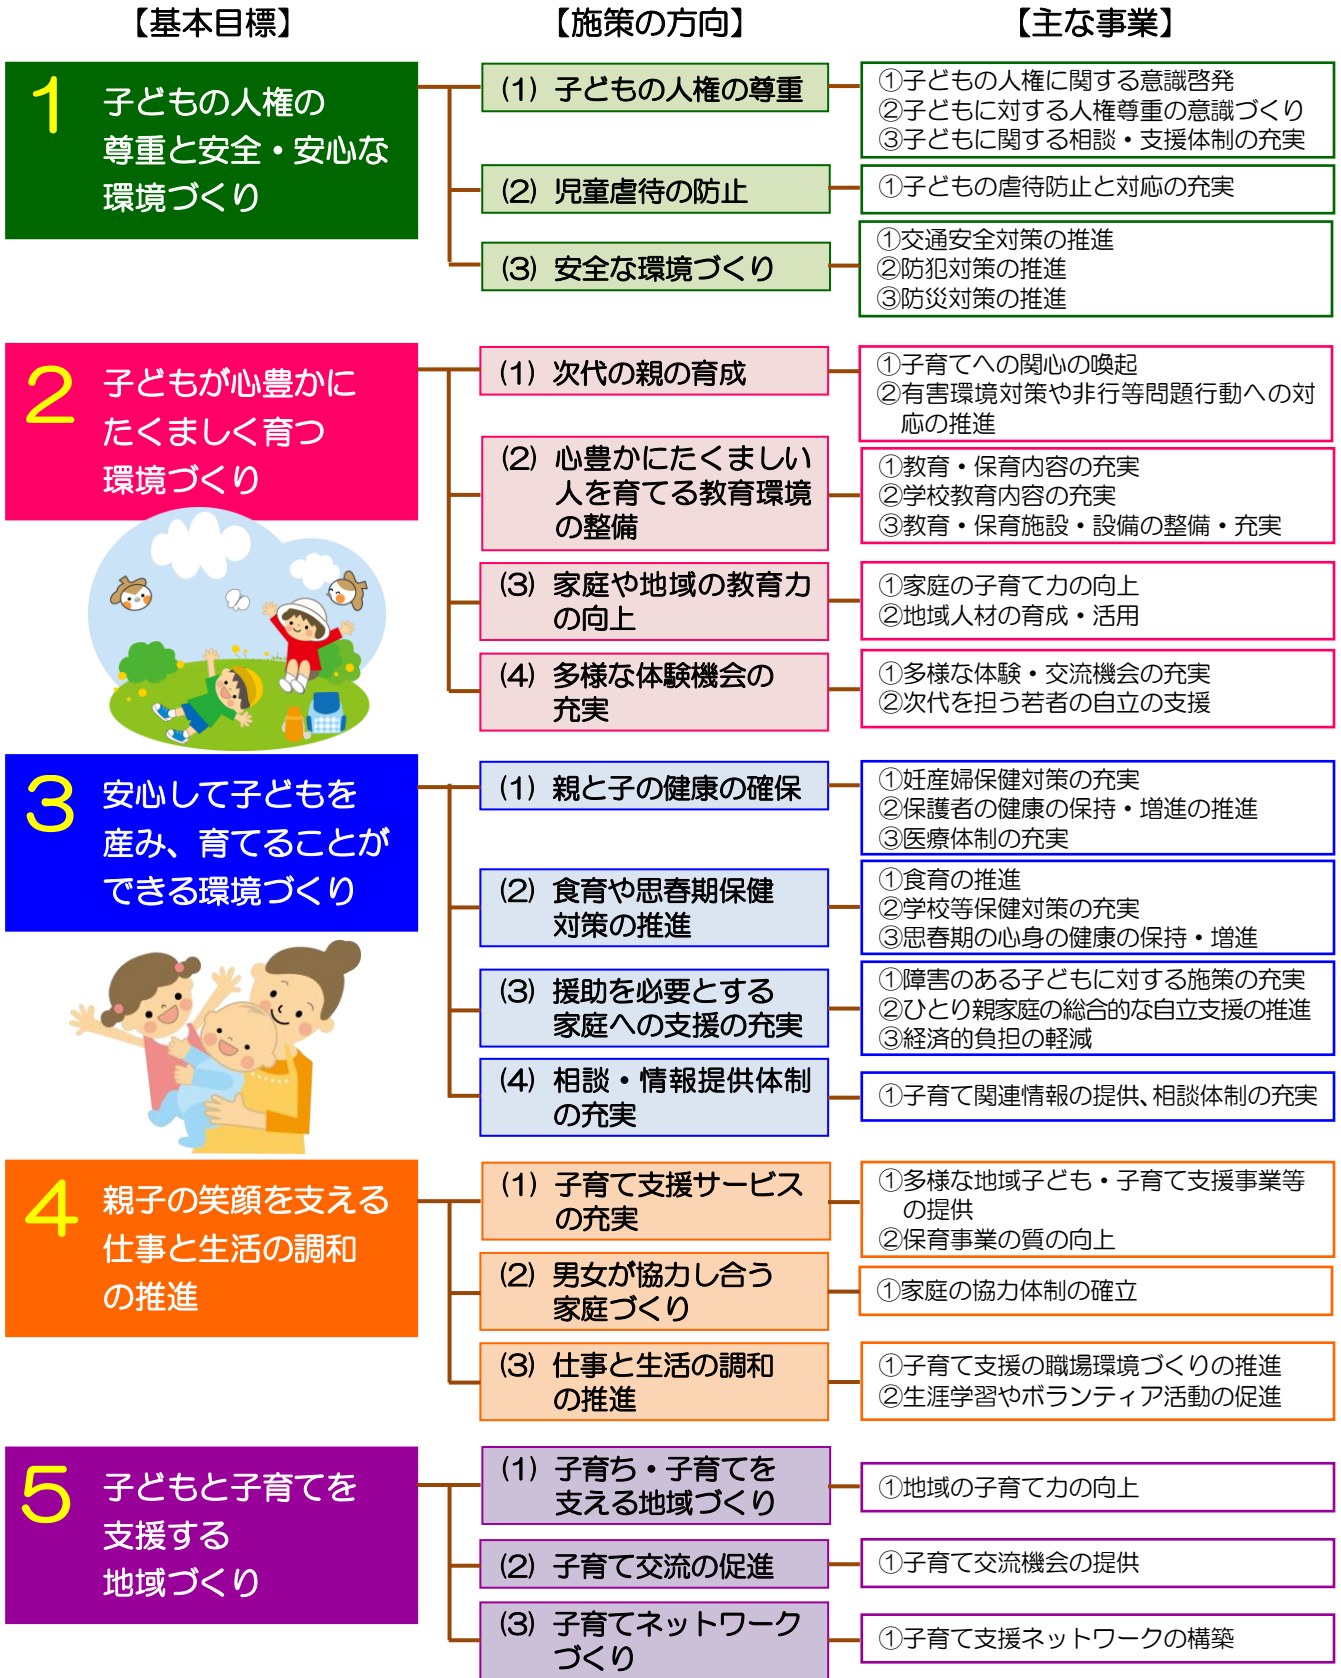 【基本目標】
【施策の方向】
【主な事業】
1
子どもの人権の
尊重と安全・安心な
環境づくり
(1) 子どもの人権の尊重
①子どもの人権に関する意識啓発
②子どもに対する人権尊重の意識づくり
③子どもに関する相談・支援体制の充実
(2) 児童虐待の防止
①子どもの虐待防止と対応の充実
(3) 安全な環境づくり
①交通安全対策の推進
②防犯対策の推進
③防災対策の推進
2
子どもが心豊かに
たくましく育つ
環境づくり
(1) 次代の親の育成
①子育てへの関心の喚起
②有害環境対策や非行等問題行動への対
応の推進
(2) 心豊かにたくましい
人を育てる教育環境
の整備
①教育・保育内容の充実
②学校教育内容の充実
③教育・保育施設・設備の整備・充実
(3) 家庭や地域の教育力
の向上
①家庭の子育て力の向上
②地域人材の育成・活用
(4) 多様な体験機会の
充実
①多様な体験・交流機会の充実
②次代を担う若者の自立の支援
3
安心して子どもを
産み、育てることが
できる環境づくり
(1) 親と子の健康の確保
①妊産婦保健対策の充実
②保護者の健康の保持・増進の推進
③医療体制の充実
(2) 食育や思春期保健
対策の推進
①食育の推進
②学校等保健対策の充実
③思春期の心身の健康の保持・増進
(3) 援助を必要とする
家庭への支援の充実
①障害のある子どもに対する施策の充実
②ひとり親家庭の総合的な自立支援の推進
③経済的負担の軽減
(4) 相談・情報提供体制
の充実
①子育て関連情報の提供、相談体制の充実
4
親子の笑顔を支える
仕事と生活の調和
の推進
(1) 子育て支援サービス
の充実
①多様な地域子ども・子育て支援事業等
の提供
②保育事業の質の向上
(2) 男女が協力し合う
家庭づくり
①家庭の協力体制の確立
(3) 仕事と生活の調和
の推進
①子育て支援の職場環境づくりの推進
②生涯学習やボランティア活動の促進
5
子どもと子育てを
支援する
地域づくり
(1) 子育ち・子育てを
支える地域づくり
①地域の子育て力の向上
(2) 子育て交流の促進
①子育て交流機会の提供
(3) 子育てネットワーク
づくり
①子育て支援ネットワークの構築